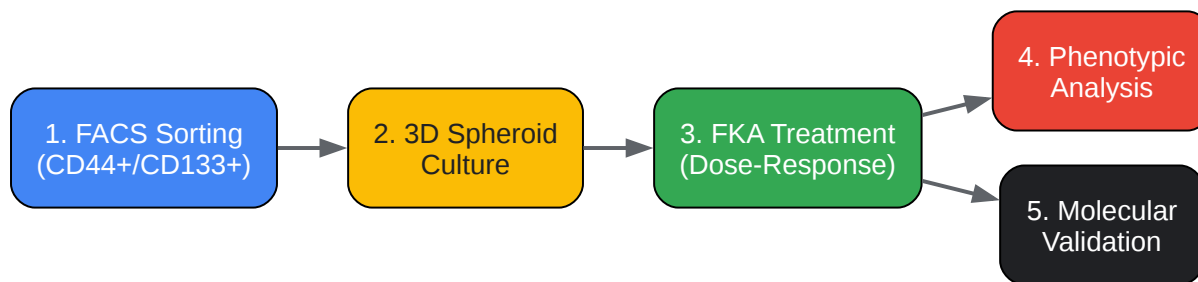 1. FACS Sorting
(CD44+/CD133+)
2. 3D Spheroid
Culture
3. FKA Treatment
(Dose-Response)
4. Phenotypic
Analysis
5. Molecular
Validation